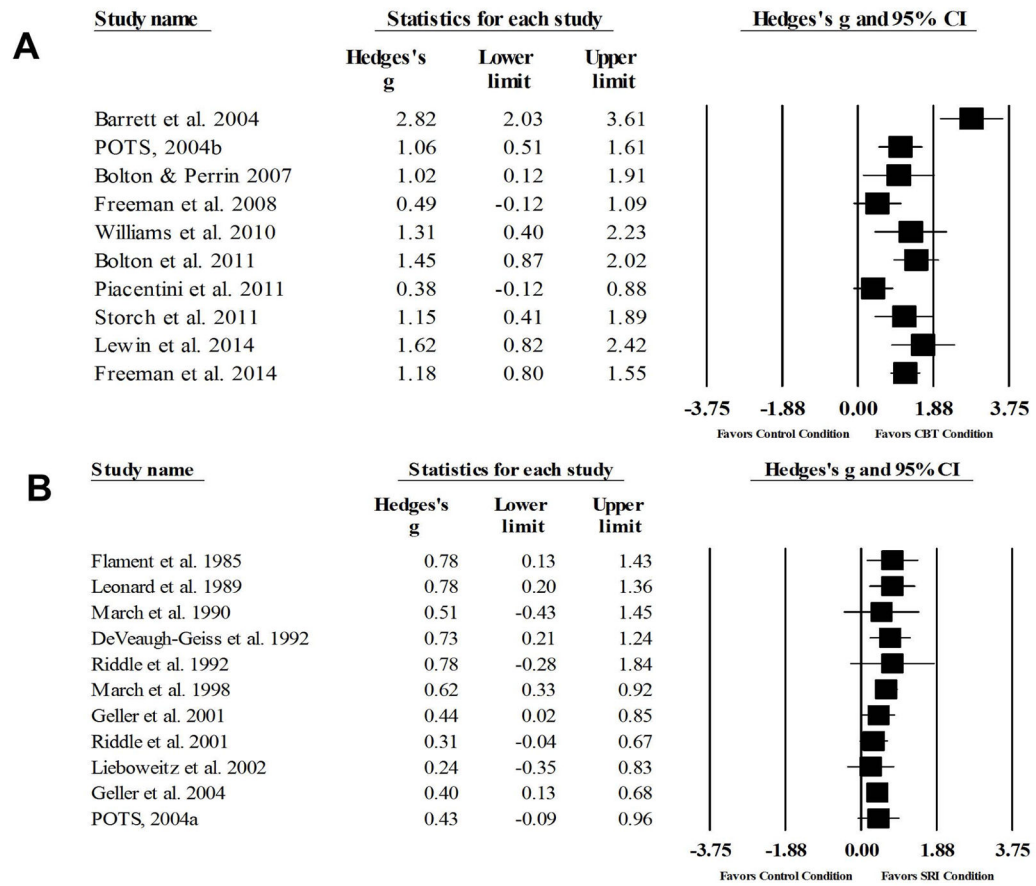 A
Study name Statistics for each study Hedges's g and 95% CI
Hedges's g Lower limit Upper limit
Barrett et al. 2004 2.82 2.03 3.61
POTS, 2004b 1.06 0.51 1.61
Bolton & Perrin 2007 1.02 0.12 1.91
Freeman et al. 2008 0.49 -0.12 1.09
Williams et al. 2010 1.31 0.40 2.23
Bolton et al. 2011 1.45 0.87 2.02
Piacentini et al. 2011 0.38 -0.12 0.88
Storch et al. 2011 1.15 0.41 1.89
Lewin et al. 2014 1.62 0.82 2.42
Freeman et al. 2014 1.18 0.80 1.55
-3.75 -1.88 0.00 1.88 3.75
Favors Control Condition Favors CBT Condition
B
Study name Statistics for each study Hedges's g and 95% CI
Hedges's g Lower limit Upper limit
Flament et al. 1985 0.78 0.13 1.43
Leonard et al. 1989 0.78 0.20 1.36
March et al. 1990 0.51 -0.43 1.45
DeVeaugh-Geiss et al. 1992 0.73 0.21 1.24
Riddle et al. 1992 0.78 -0.28 1.84
March et al. 1998 0.62 0.33 0.92
Geller et al. 2001 0.44 0.02 0.85
Riddle et al. 2001 0.31 -0.04 0.67
Lieboweitz et al. 2002 0.24 -0.35 0.83
Geller et al. 2004 0.40 0.13 0.68
POTS, 2004a 0.43 -0.09 0.96
-3.75 -1.88 0.00 1.88 3.75
Favors Control Condition Favors SRI Condition